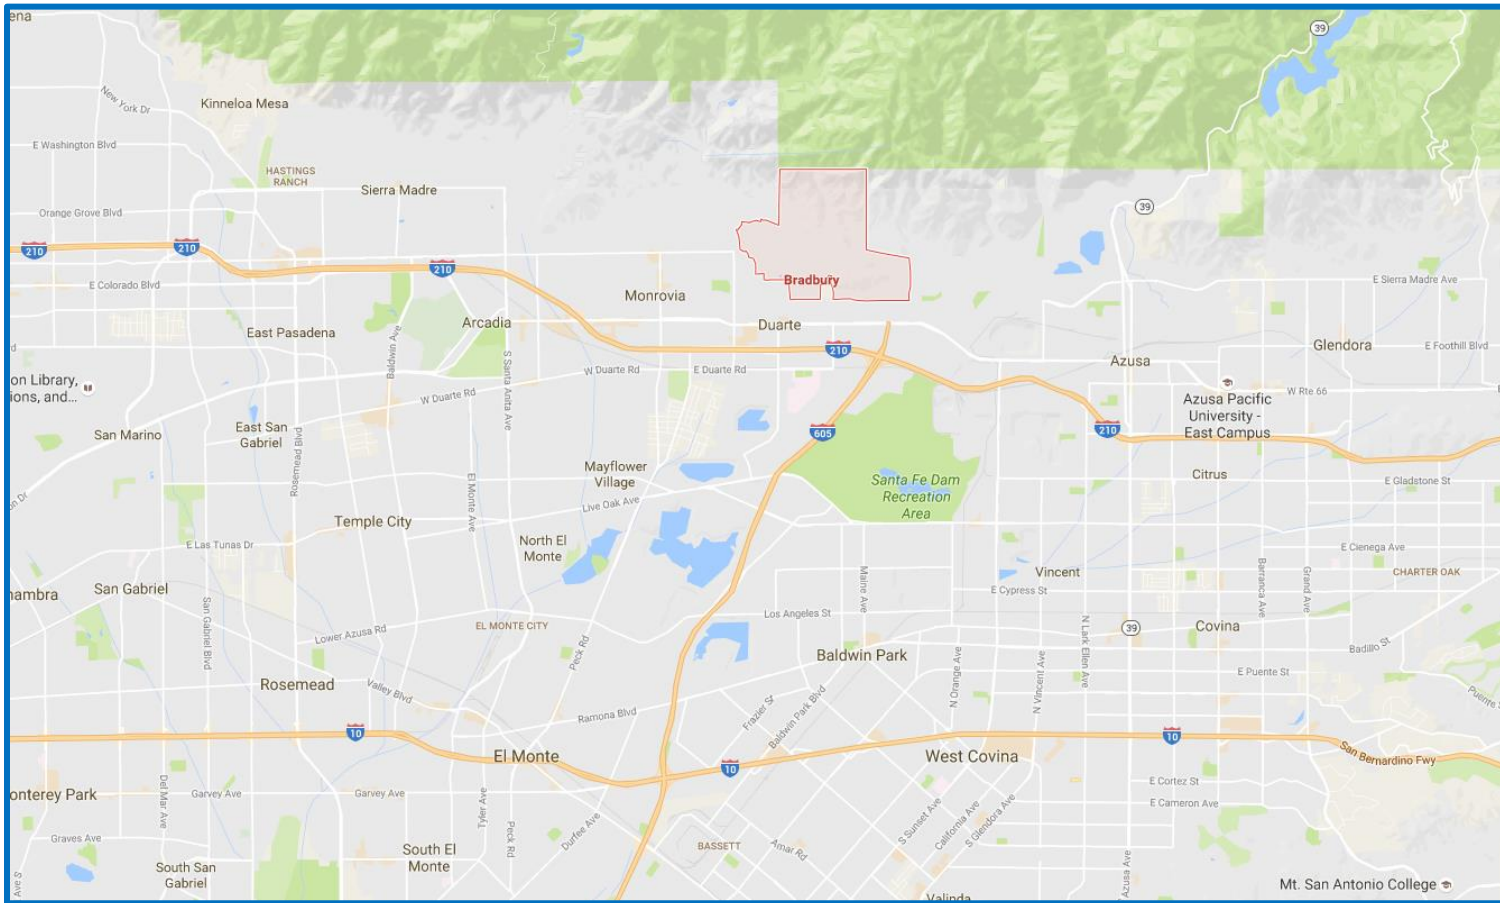 ena
39
Kinneloa Mesa
New York Dr
E Washington Blvd
HASTINGS
RANCH
Sierra Madre
Orange Grove Blvd
39
210
210
210
E Colorado Blvd
Bradbury
E Sierra Madre Ave
Monrovia
Arcadia
Duarte
East Pasadena
Baldwin Ave
S Santa Anita Ave
210
Glendora
E Foothill Blvd
d
Azusa
on Library,
ions, and...
W Duarte Rd
E Duarte Rd
W Duarte Rd
W Rte 66
Azusa Pacific
University -
East Campus
San Marino
East San
Gabriel
Rosemead Blvd
605
210
Mayflower
Village
Santa Fe Dam
Recreation
Area
Citrus
E Gladstone St
on Dr
El Monte Ave
Live Oak Ave
Temple City
North El
Monte
E Las Tunas Dr
E Cienega Ave
Vincent
CHARTER OAK
hambra
San Gabriel
Maine Ave
E Cypress St
Barranca Ave
Grand Ave
San Gabriel Blvd
Los Angeles St
Lower Azusa Rd
EL MONTE CITY
Peck Rd
N Lark Ellen Ave
39
Covina
Badillo St
Baldwin Park
Rosemead
Valley Blvd
N Orange Ave
N Vincent Ave
E Puente St
Puente S
Ramona Blvd
Frazier St
Baldwin Park Blvd
10
10
10
El Monte
West Covina
San Bernardino Fwy
onterey Park
Del Mar Ave
Garvey Ave
Garvey Ave
Tyler Ave
Peck Rd
Durfee Ave
E Cortez St
E Cameron Ave
S Sunset Ave
California Ave
S Glendora Ave
Graves Ave
South El
Monte
BASSETT
Amar Rd
South San
Gabriel
Ave S
Azusa Ave
Mt. San Antonio College
Valinda